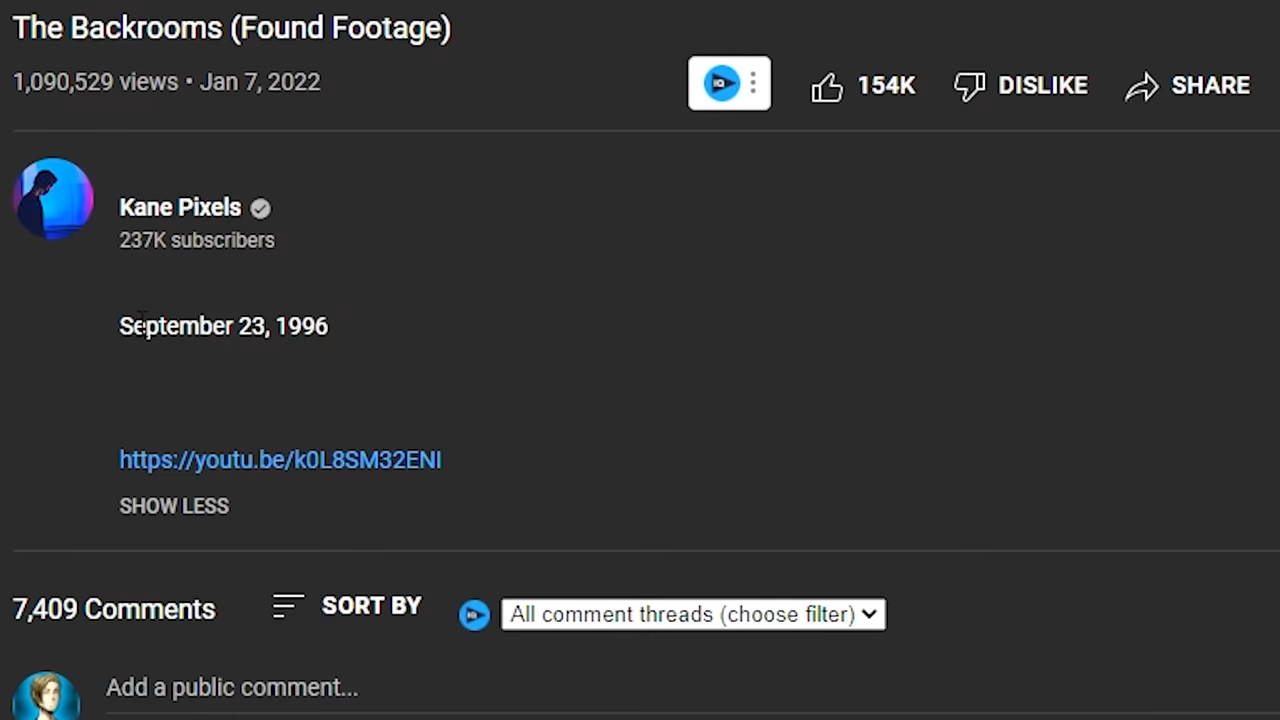 The Backrooms (Found Footage)
1,090,529 views • Jan 7, 2022
154K
DISLIKE
SHARE
Kane Pixels
237K subscribers
September 23, 1996
https://youtu.be/k0L8SM32ENI
SHOW LESS
7,409 Comments
SORT BY
All comment threads (choose filter)
Add a public comment...